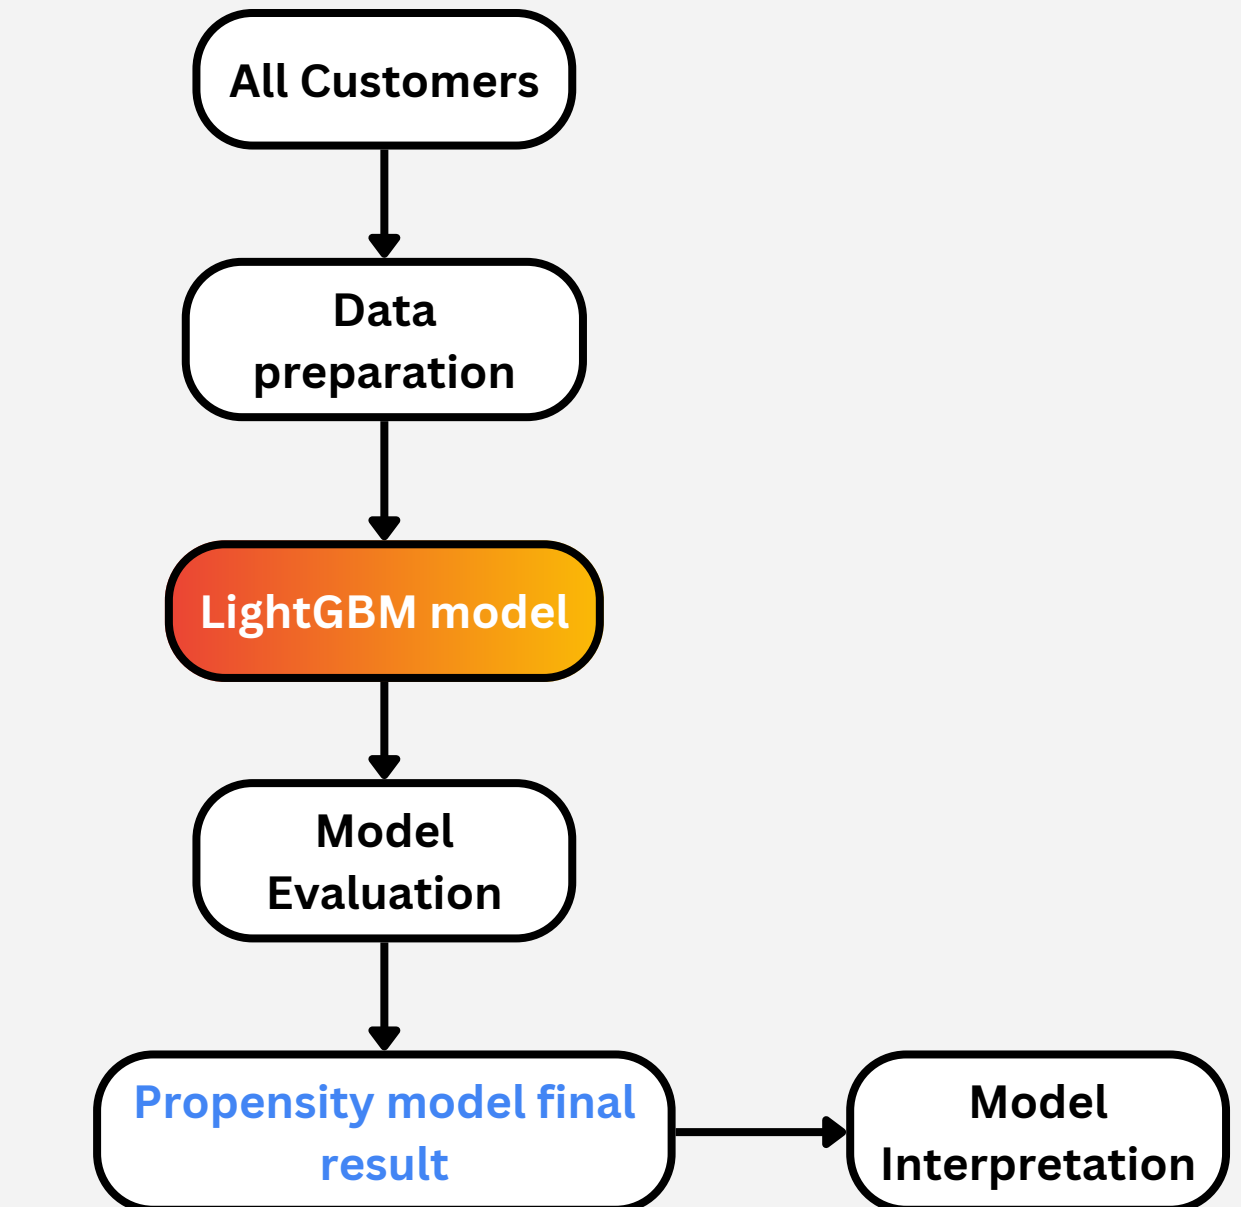 All Customers
Data
preparation
LightGBM model
Model
Evaluation
Propensity model final
result
Model
Interpretation